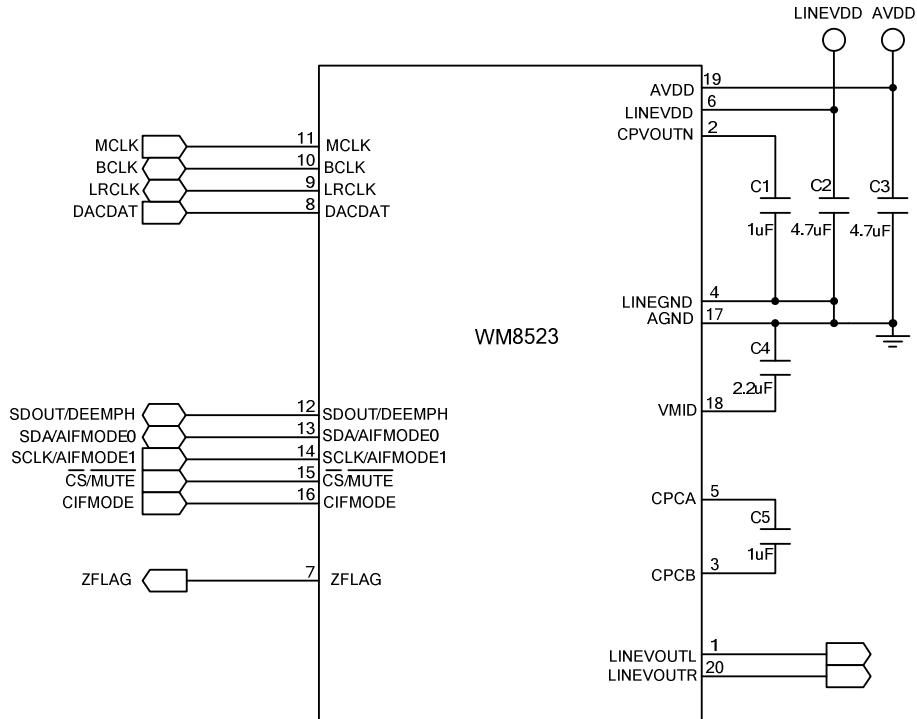 LINEVDD AVDD
MCLK 11 MCLK
BCLK 10 BCLK
LRCLK 9 LRCLK
DACDAT 8 DACDAT
SDOUT/DEEMPH 12 SDOUT/DEEMPH
SDA/AIFMODE0 13 SDA/AIFMODE0
SCLK/AIFMODE1 14 SCLK/AIFMODE1
CS/MUTE 15 CS/MUTE
CIFMODE 16 CIFMODE
ZFLAG 7 ZFLAG
WM8523
AVDD 19
LINEVDD 6
CPVOUTN 2
C1 C2 C3
1uF 4.7uF 4.7uF
LINEGND 4
AGND 17
C4
2.2uF
VMID 18
CPCA 5
C5
1uF
CPCB 3
LINEVOUTL 1
LINEVOUTR 20